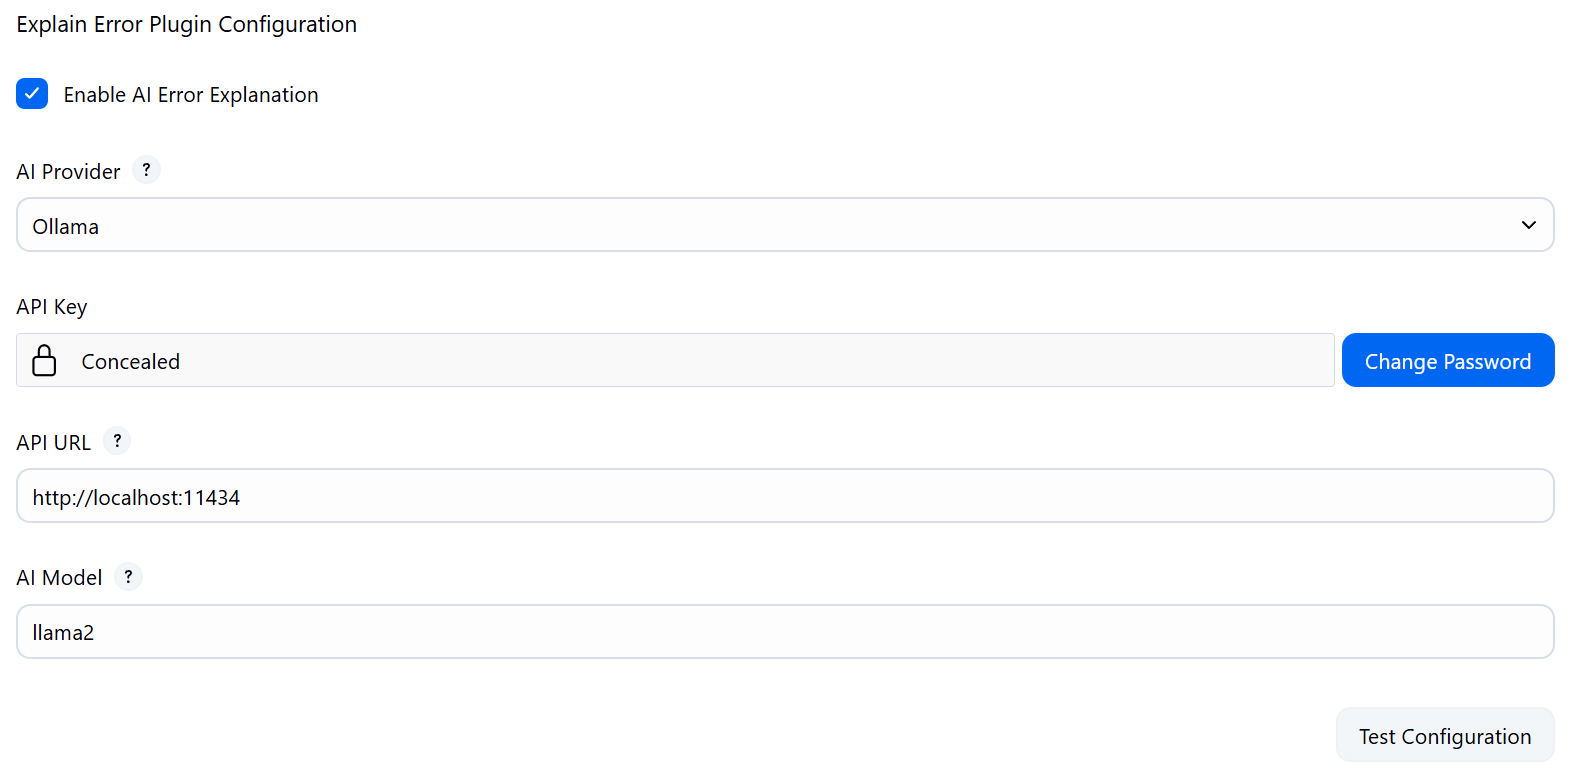 Explain Error Plugin Configuration
Enable AI Error Explanation
AI Provider ?
Ollama
API Key
Concealed
Change Password
API URL ?
http://localhost:11434
AI Model ?
llama2
Test Configuration